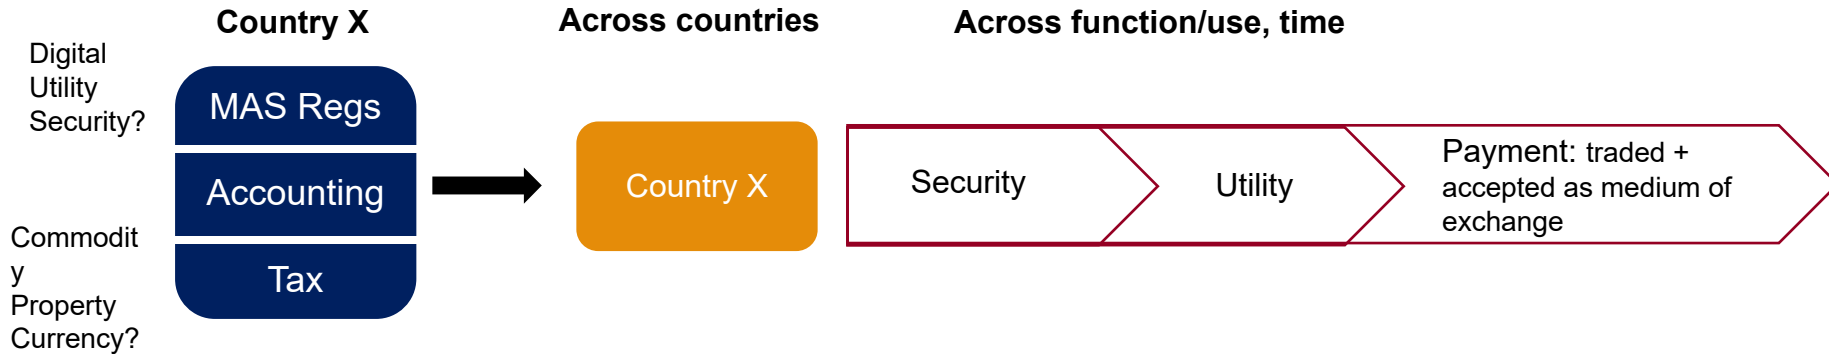 Country X
Across countries
Across function/use, time
Digital
Utility
Security?
MAS Regs
Accounting
Tax
Commodit
y
Property
Currency?
Country X
Security
Utility
Payment: traded +
accepted as medium of
exchange